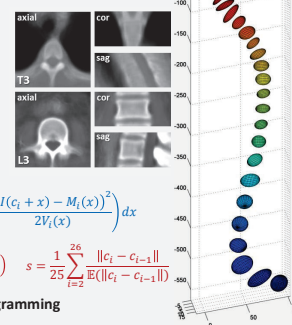 axial
cor
sag
T3
axial
cor
sag
L3
I(c_i + x) − M_i(x))^2 / 2V_i(x) ) dx
) s = 1/25 ∑_{i=2}^{26} ‖c_i − c_{i−1}‖ / 𝔼(‖c_i − c_{i−1}‖)
gramming
-100
-150
-200
-250
-300
-350
-400
-450
-500
-550
50